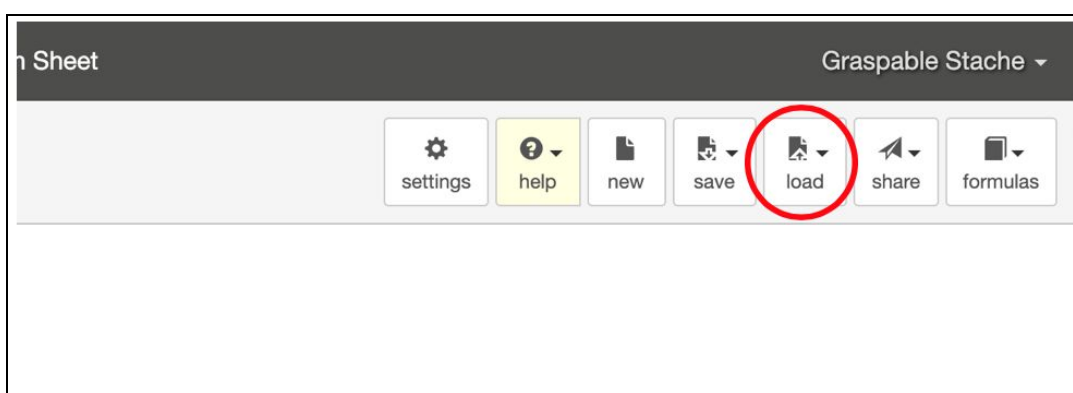 n Sheet
Graspable Stache
settings
help
new
save
load
share
formulas